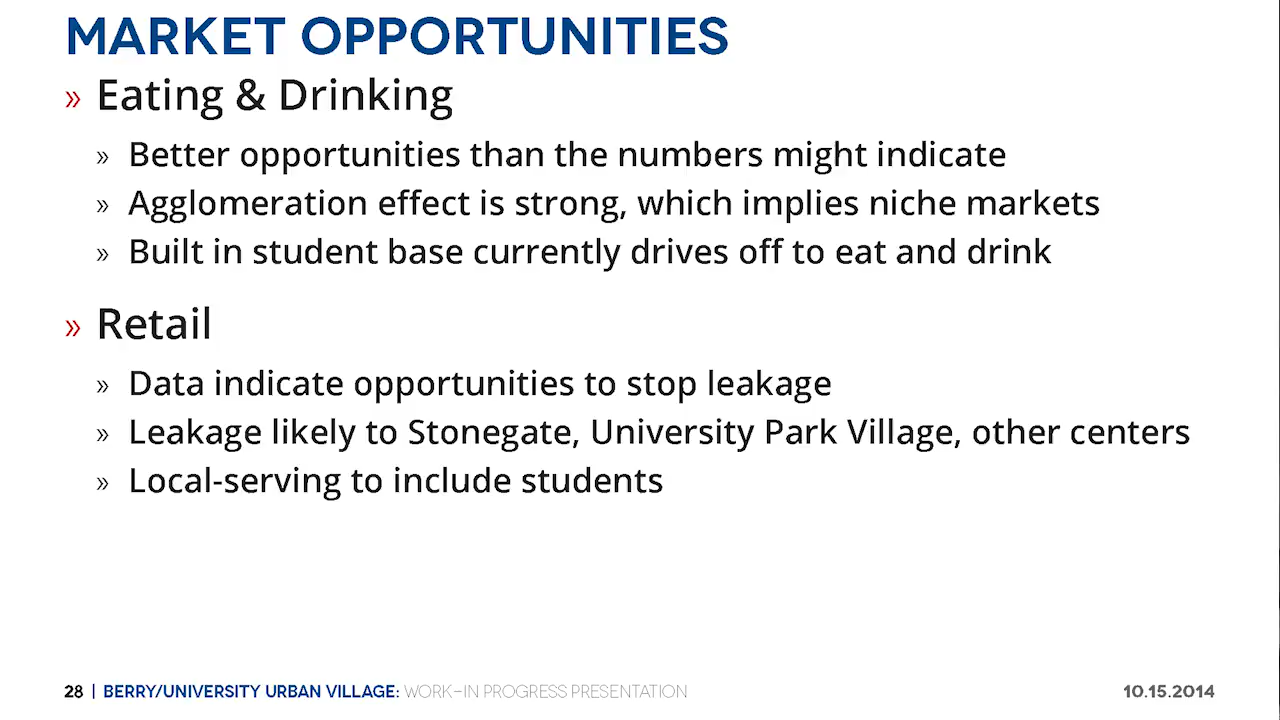 MARKET OPPORTUNITIES
» Eating & Drinking
» Better opportunities than the numbers might indicate
» Agglomeration effect is strong, which implies niche markets
» Built in student base currently drives off to eat and drink
» Retail
» Data indicate opportunities to stop leakage
» Leakage likely to Stonegate, University Park Village, other centers
» Local-serving to include students
28 | BERRY/UNIVERSITY URBAN VILLAGE: WORK-IN PROGRESS PRESENTATION 10.15.2014